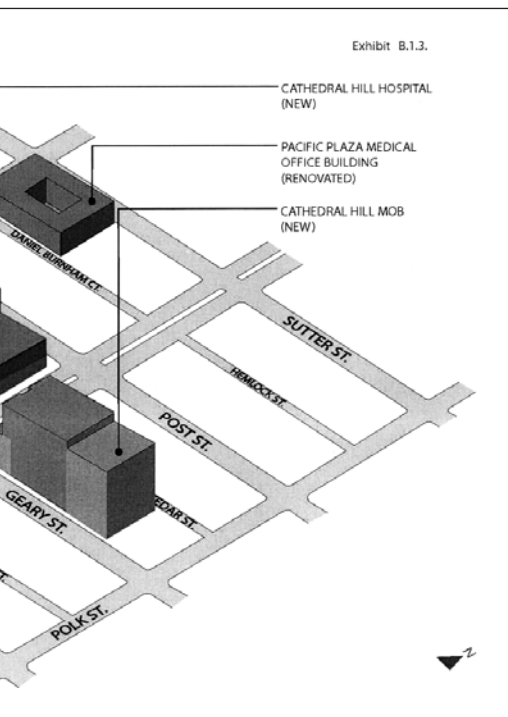 Exhibit B.1.3.
CATHEDRAL HILL HOSPITAL
(NEW)
PACIFIC PLAZA MEDICAL
OFFICE BUILDING
(RENOVATED)
CATHEDRAL HILL MOB
(NEW)
DANIEL BURNHAM CT.
SUTTER ST.
HEMLOCK ST.
POST ST.
EDAR ST.
GEARY ST.
T.
POLK ST.
N